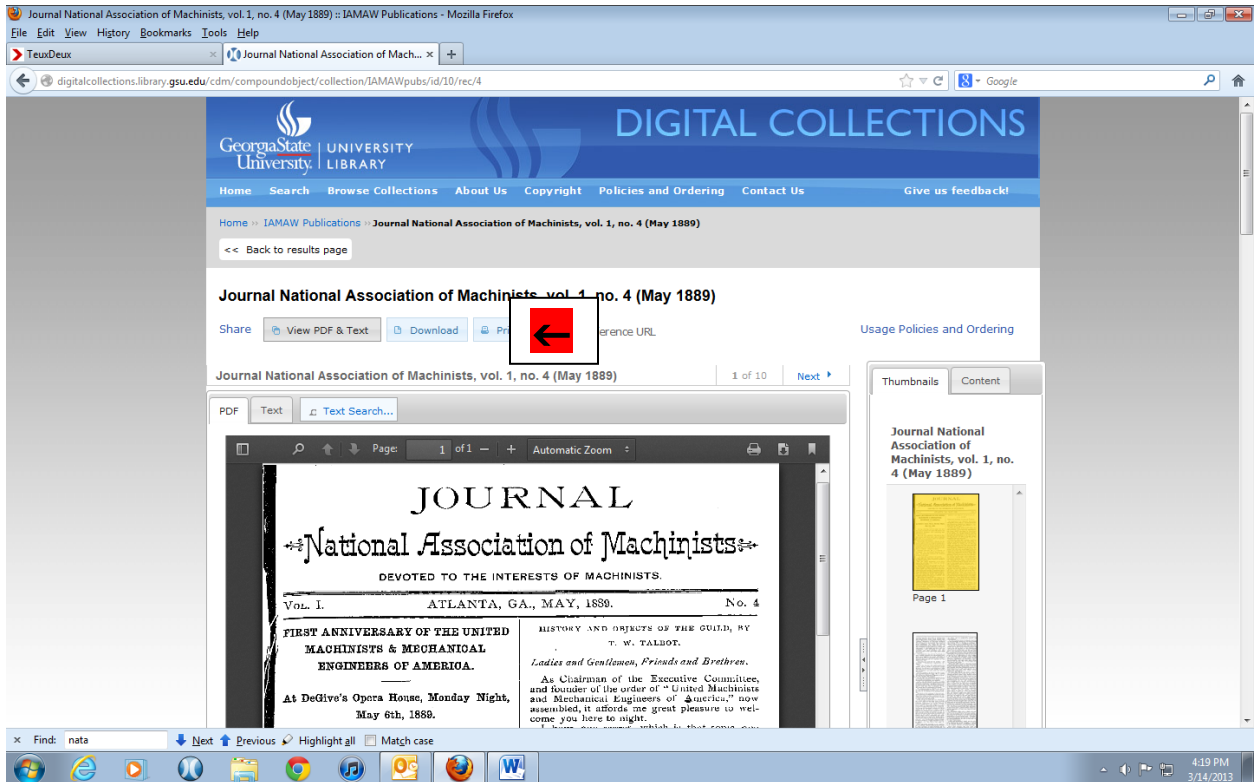 Journal National Association of Machinists, vol. 1, no. 4 (May 1889) :: IAMAW Publications - Mozilla Firefox
File Edit View History Bookmarks Tools Help
TeuxDeux × Journal National Association of Mach... × +
digitalcollections.library.gsu.edu/cdm/compoundobject/collection/IAMAWpubs/id/10/rec/4 Google
GeorgiaState University. UNIVERSITY LIBRARY
DIGITAL COLLECTIONS
Home Search Browse Collections About Us Copyright Policies and Ordering Contact Us Give us feedback!
Home » IAMAW Publications » Journal National Association of Machinists, vol. 1, no. 4 (May 1889)
<< Back to results page
Journal National Association of Machinists, vol. 1, no. 4 (May 1889)
Share View PDF & Text Download Pri erence URL Usage Policies and Ordering
Journal National Association of Machinists, vol. 1, no. 4 (May 1889) 1 of 10 Next
PDF Text Text Search...
Page: 1 of 1 — + Automatic Zoom
JOURNAL
National Association of Machinists
DEVOTED TO THE INTERESTS OF MACHINISTS.
VOL. I. ATLANTA, GA., MAY, 1889. No. 4
FIRST ANNIVERSARY OF THE UNITED
MACHINISTS & MECHANICAL
ENGINEERS OF AMERICA.
At DeGive's Opera House, Monday Night,
May 6th, 1889.
HISTORY AND OBJECTS OF THE GUILD, BY
T. W. TALBOT.
Ladies and Gentlemen, Friends and Brethren.
As Chairman of the Executive Committee,
and founder of the order of "United Machinists
and Mechanical Engineers of America," now
assembled, it affords me great pleasure to wel-
come you here to night.
Thumbnails Content
Journal National
Association of
Machinists, vol. 1, no.
4 (May 1889)
Page 1
× Find: nata Next Previous Highlight all Match case
4:19 PM
3/14/2013